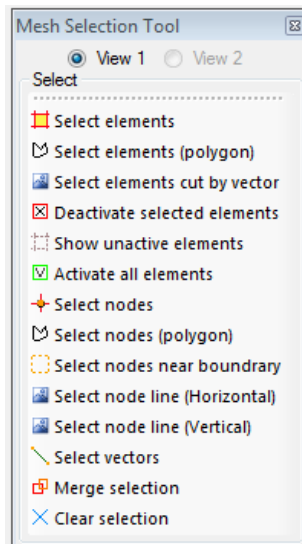 Mesh Selection Tool
View 1 View 2
Select
Select elements
Select elements (polygon)
Select elements cut by vector
Deactivate selected elements
Show unactive elements
Activate all elements
Select nodes
Select nodes (polygon)
Select nodes near boundrary
Select node line (Horizontal)
Select node line (Vertical)
Select vectors
Merge selection
Clear selection